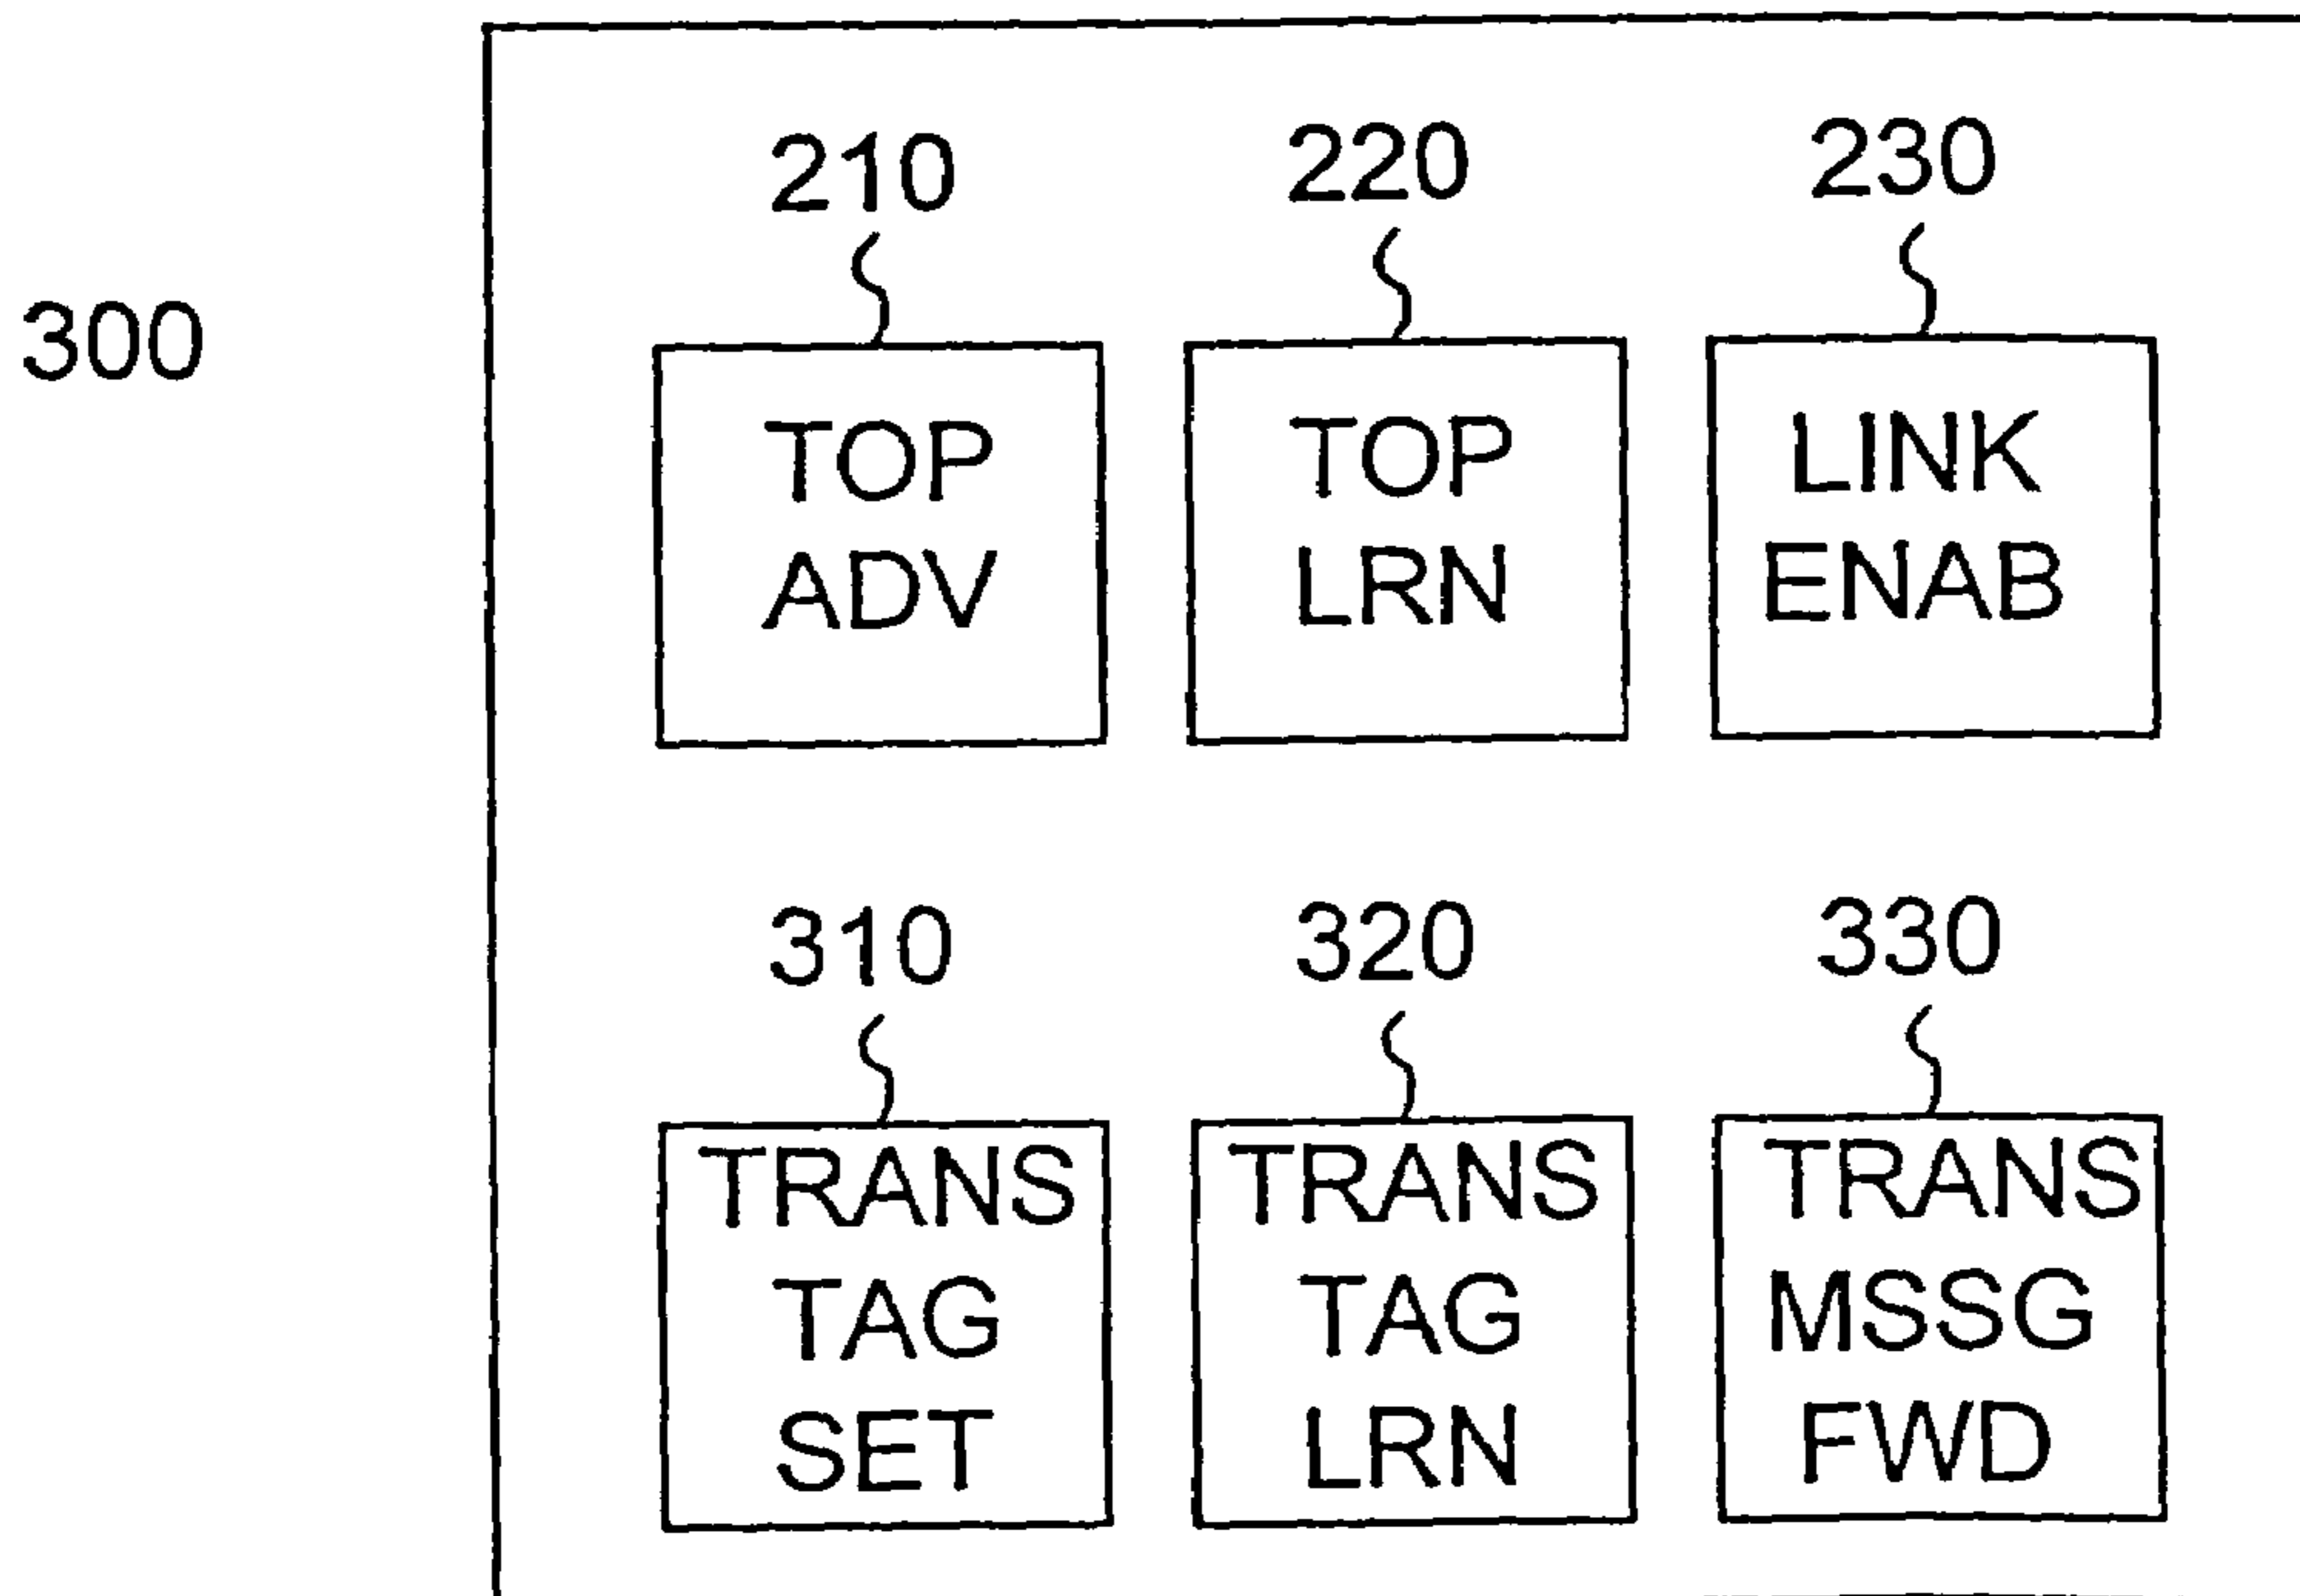 210 220 230
300
TOP ADV
TOP LRN
LINK ENAB
310 320 330
TRANS TAG SET
TRANS TAG LRN
TRANS MSSG FWD